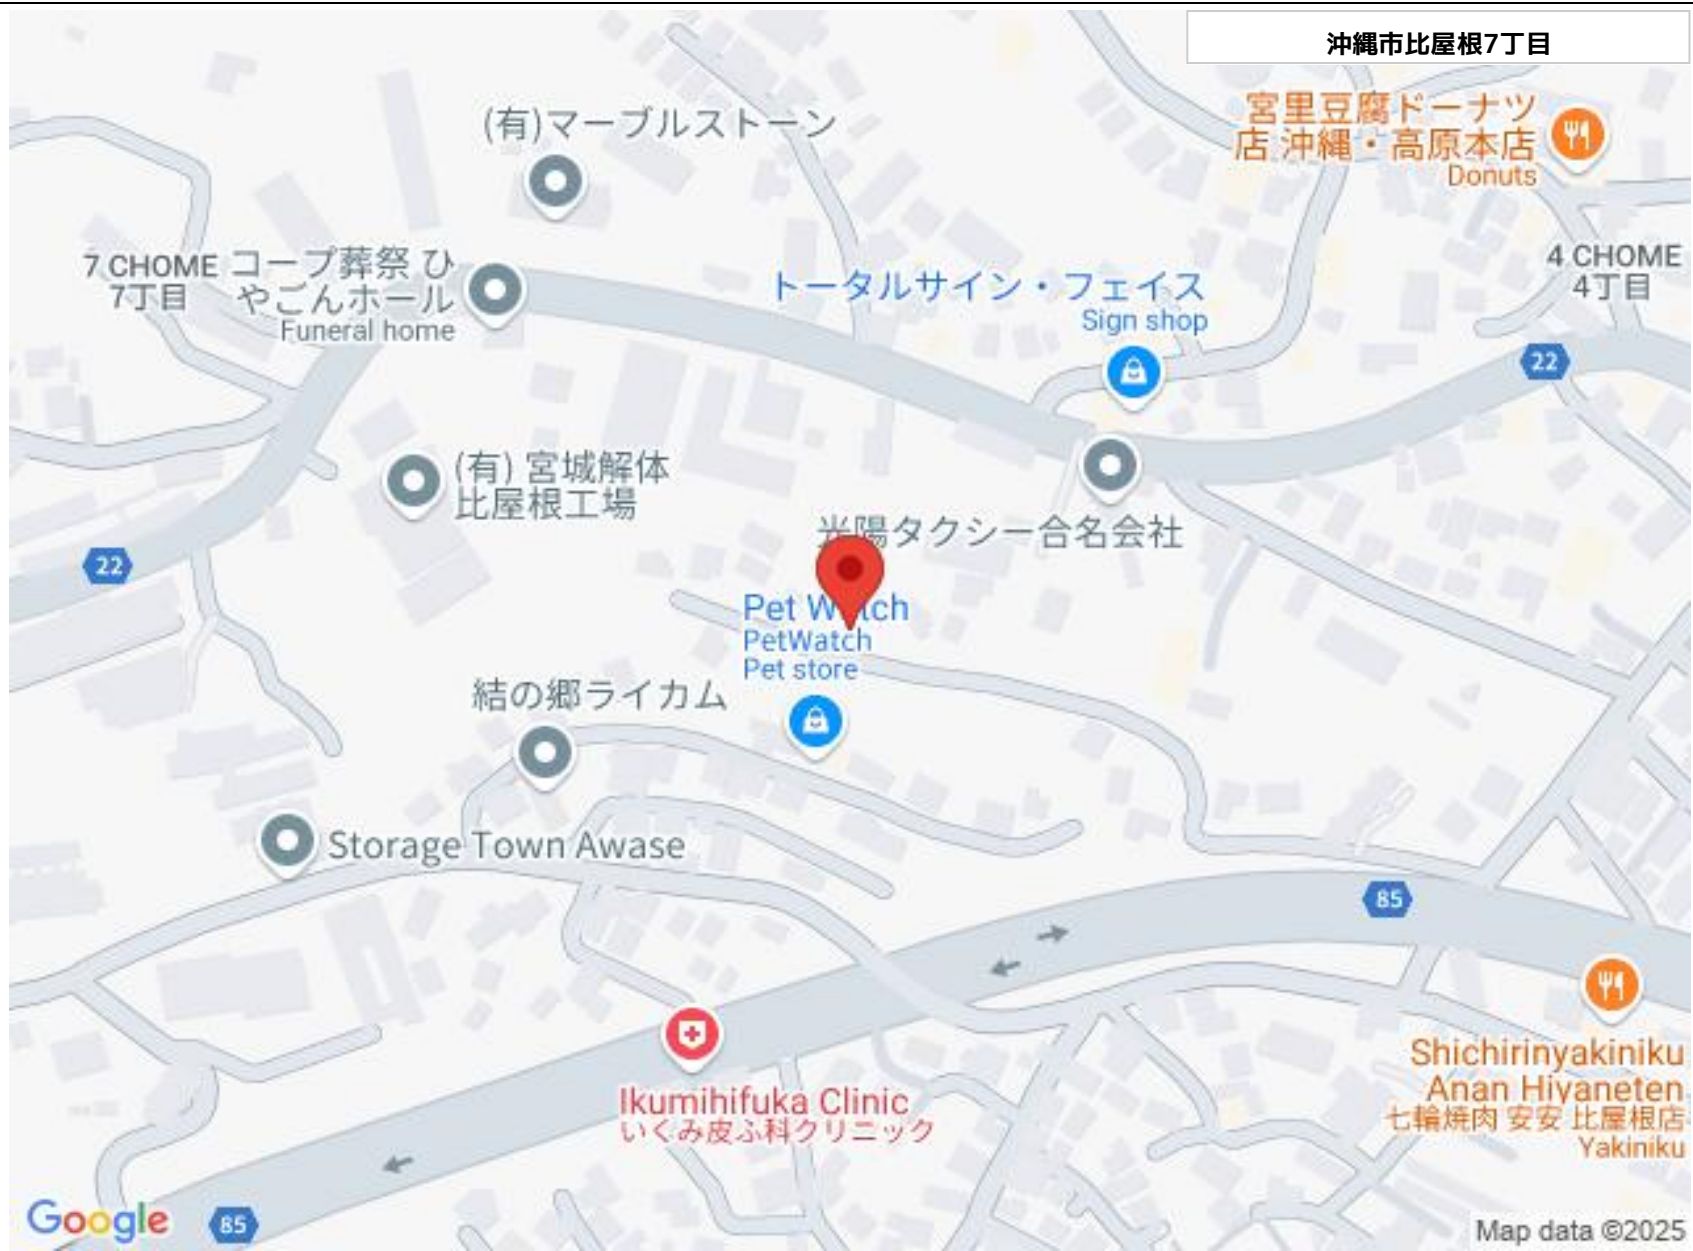 沖縄市比屋根7丁目
(有)マーブルストーン
宮里豆腐ドーナツ
店 沖縄・高原本店
Donuts
7 CHOME
7丁目
コープ葬祭 ひ
やごんホール
Funeral home
トータルサイン・フェイス
Sign shop
4 CHOME
4丁目
22
(有) 宮城解体
比屋根工場
光陽タクシー合名会社
22
Pet Watch
PetWatch
Pet store
結の郷ライカム
Storage Town Awase
85
Ikumihifuka Clinic
いくみ皮ふ科クリニック
Shichirinyakiniku
Anan Hiyaneten
七輪焼肉 安安 比屋根店
Yakiniku
Google
85
Map data ©2025